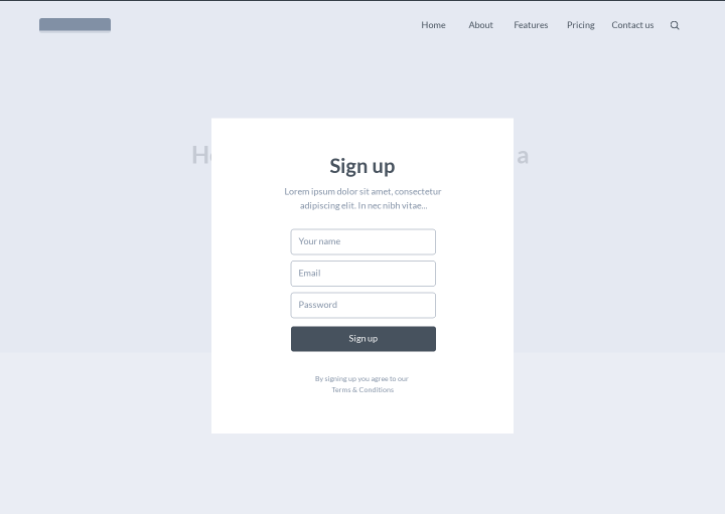 Home About Features Pricing Contact us
H a
Sign up
Lorem ipsum dolor sit amet, consectetur
adipiscing elit. In nec nibh vitae...
Your name
Email
Password
Sign up
By signing up you agree to our
Terms & Conditions